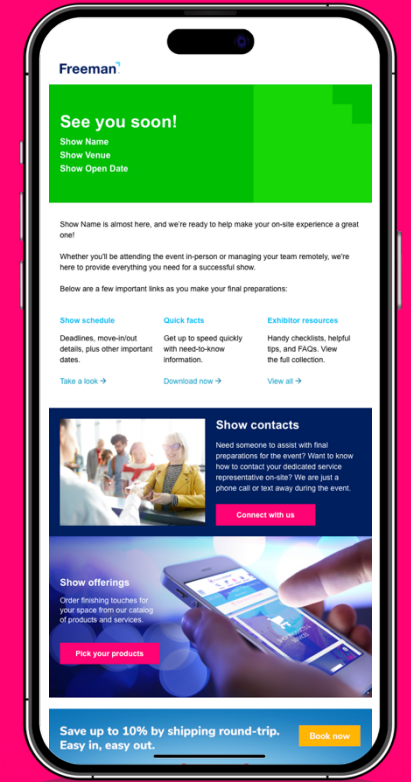 Freeman
See you soon!
Show Name
Show Venue
Show Open Date
Show Name is almost here, and we're ready to help make your on-site experience a great
one!
Whether you'll be attending the event in-person or managing your team remotely, we're
here to provide everything you need for a successful show.
Below are a few important links as you make your final preparations:
Show schedule
Deadlines, move-in/out
details, plus other important
dates.
Take a look →
Quick facts
Get up to speed quickly
with need-to-know
information.
Download now →
Exhibitor resources
Handy checklists, helpful
tips, and FAQs. View
the full collection.
View all →
Show contacts
Need someone to assist with final
preparations for the event? Want to know
how to contact your dedicated service
representative on-site? We are just a
phone call or text away during the event.
Connect with us
Show offerings
Order finishing touches for
your space from our catalog
of products and services.
Pick your products
Save up to 10% by shipping round-trip.
Easy in, easy out.
Book now